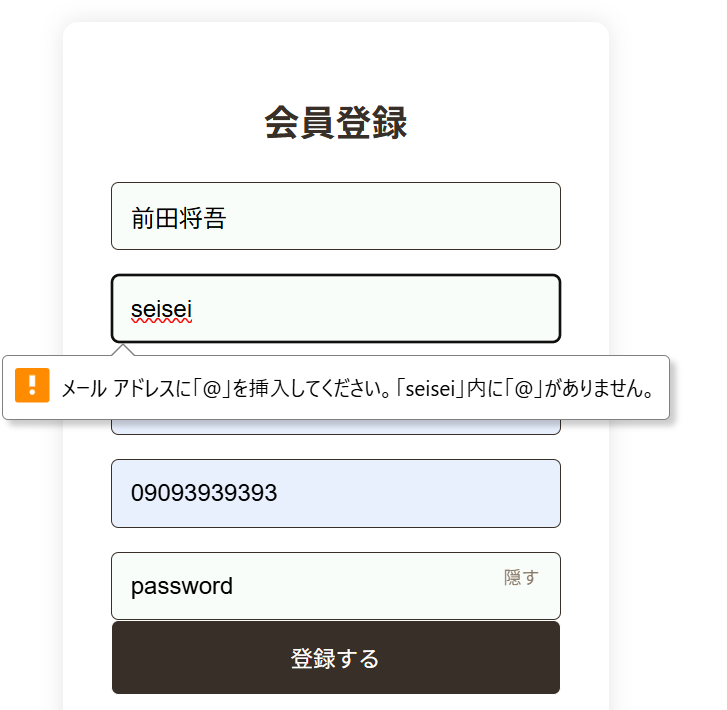 会員登録
前田将吾
seisei
メール アドレスに「@」を挿入してください。「seisei」内に「@」がありません。
09093939393
password
隠す
登録する